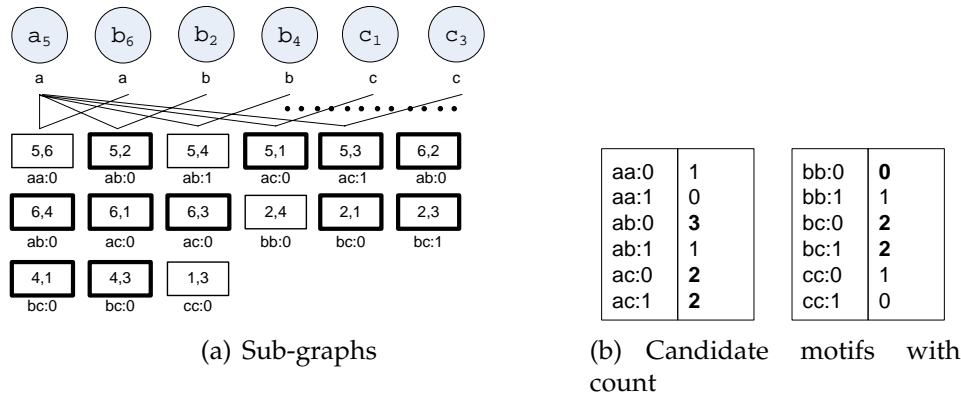 a5 b6 b2 b4 c1 c3
a a b b c c
5,6 5,2 5,4 5,1 5,3 6,2
aa:0 ab:0 ab:1 ac:0 ac:1 ab:0
6,4 6,1 6,3 2,4 2,1 2,3
ab:0 ac:0 ac:0 bb:0 bc:0 bc:1
4,1 4,3 1,3
bc:0 bc:0 cc:0
(a) Sub-graphs
aa:0 1
aa:1 0
ab:0 3
ab:1 1
ac:0 2
ac:1 2
bb:0 0
bb:1 1
bc:0 2
bc:1 2
cc:0 1
cc:1 0
(b) Candidate motifs with
count